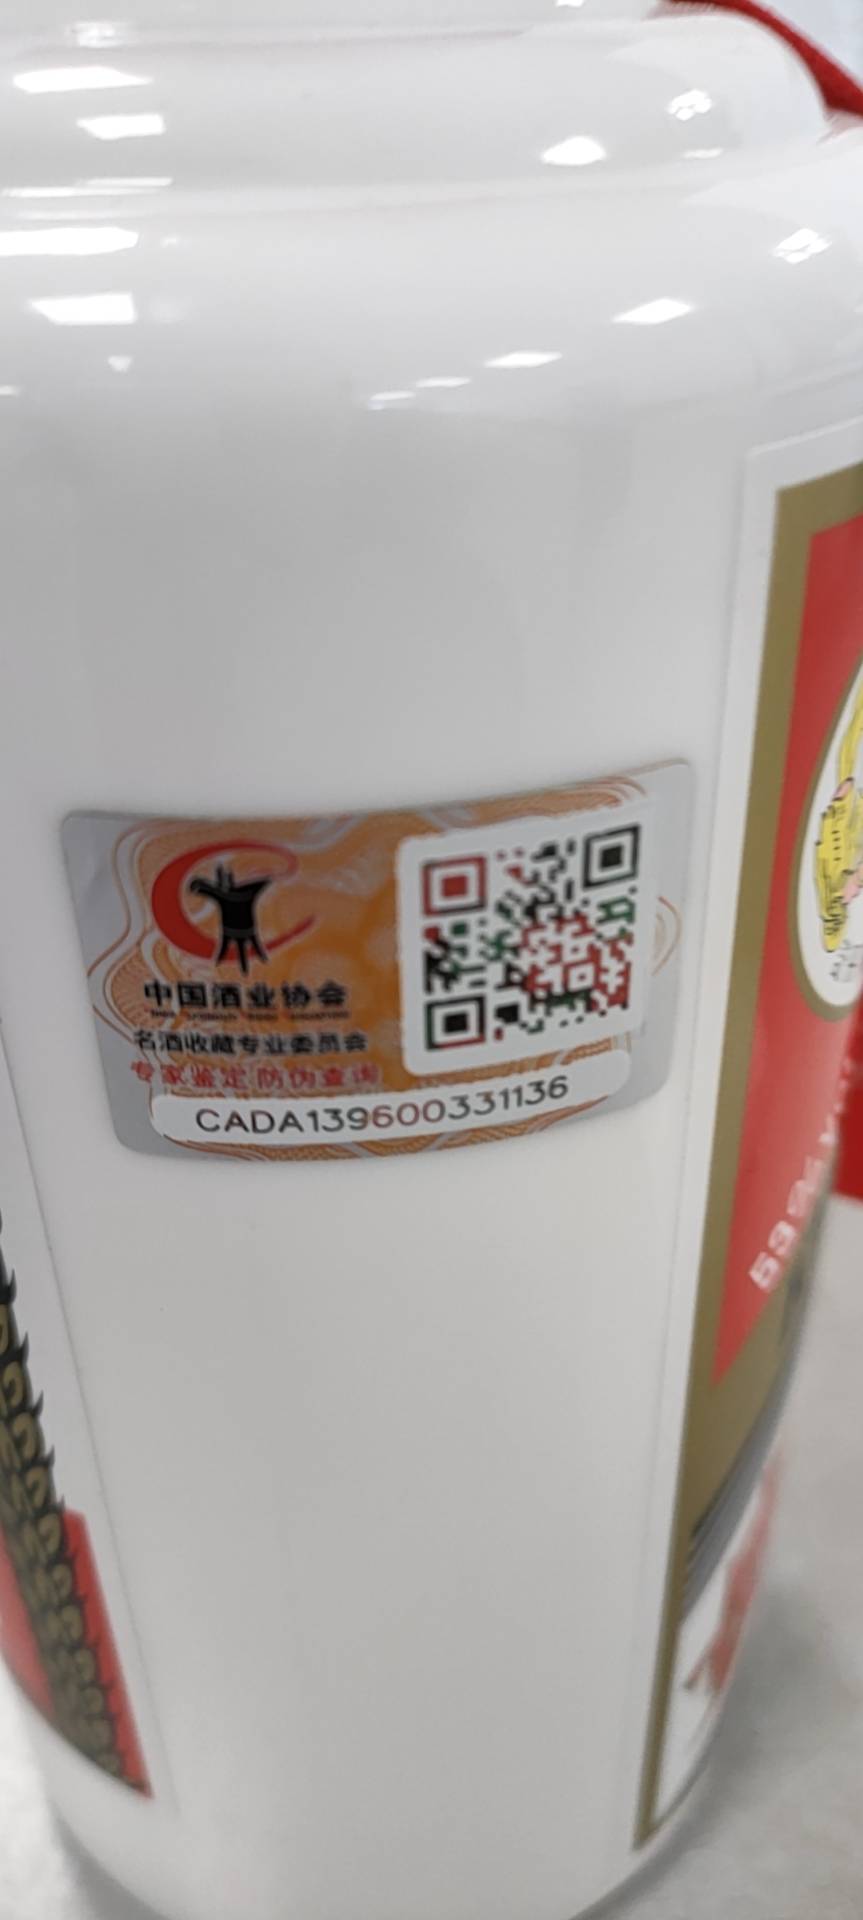 中国酒业协会
名酒收藏专业委员会
专家鉴定 防伪查询
CADA139600331136